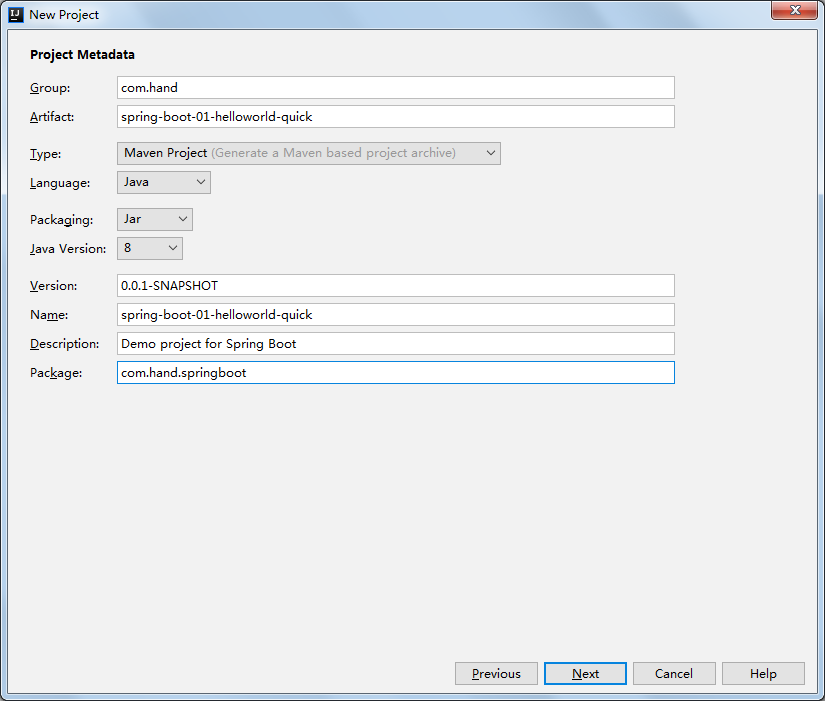 New Project
Project Metadata
Group: com.hand
Artifact: spring-boot-01-helloworld-quick
Type: Maven Project (Generate a Maven based project archive)
Language: Java
Packaging: Jar
Java Version: 8
Version: 0.0.1-SNAPSHOT
Name: spring-boot-01-helloworld-quick
Description: Demo project for Spring Boot
Package: com.hand.springboot
Previous Next Cancel Help